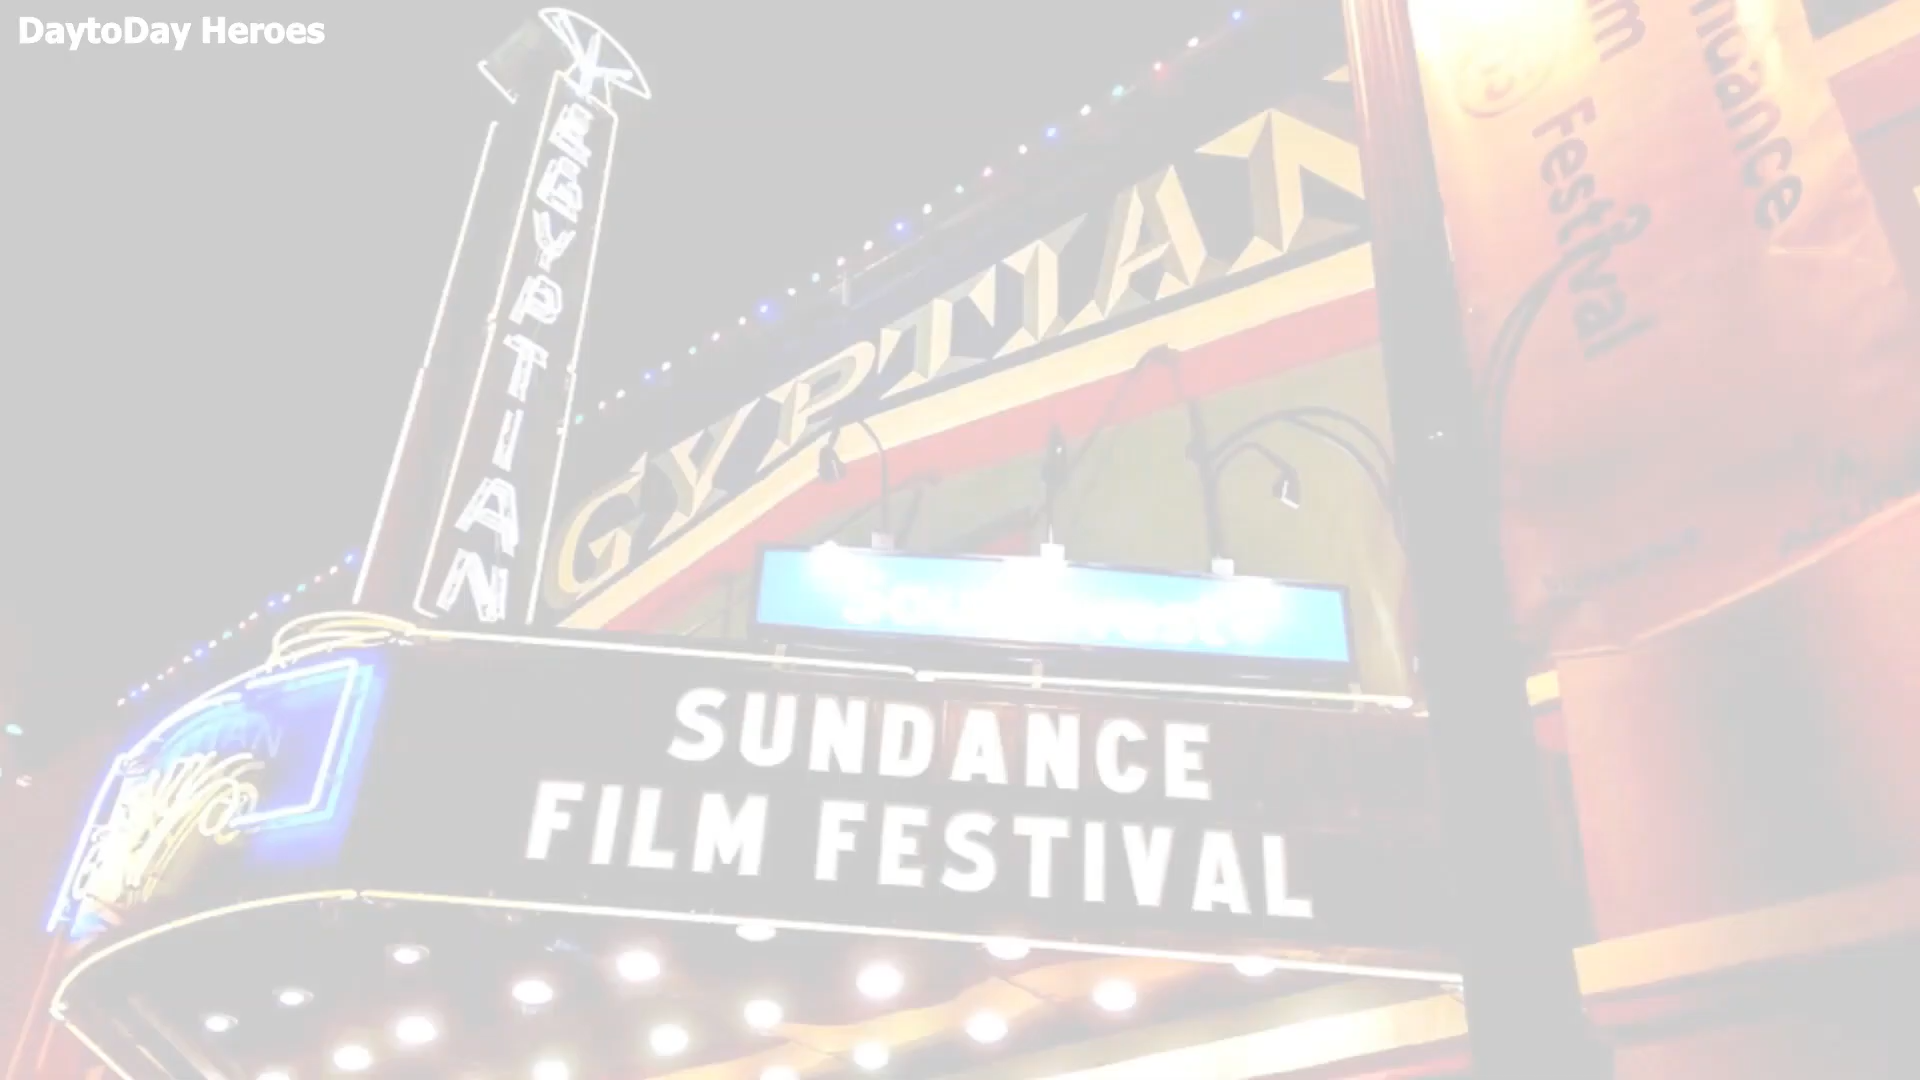 DaytoDay Heroes
EGYPTIAN
GYPTIAN
Festival
SUNDANCE
FILM FESTIVAL